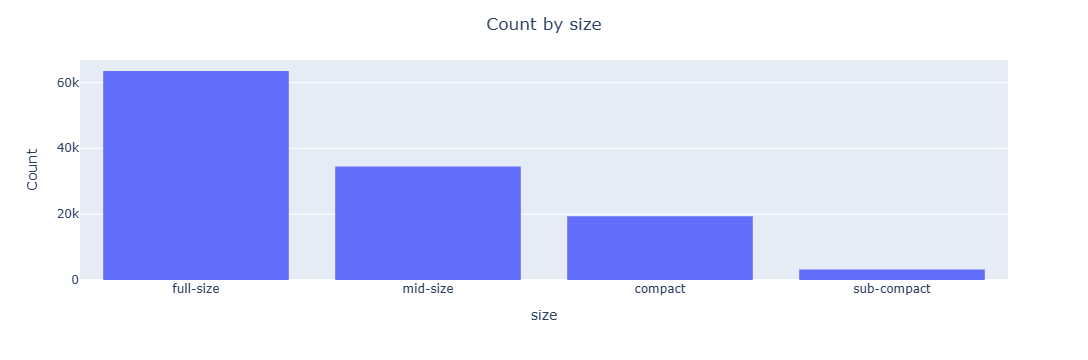 Count by size
Count
60k
40k
20k
0
full-size mid-size compact sub-compact
size